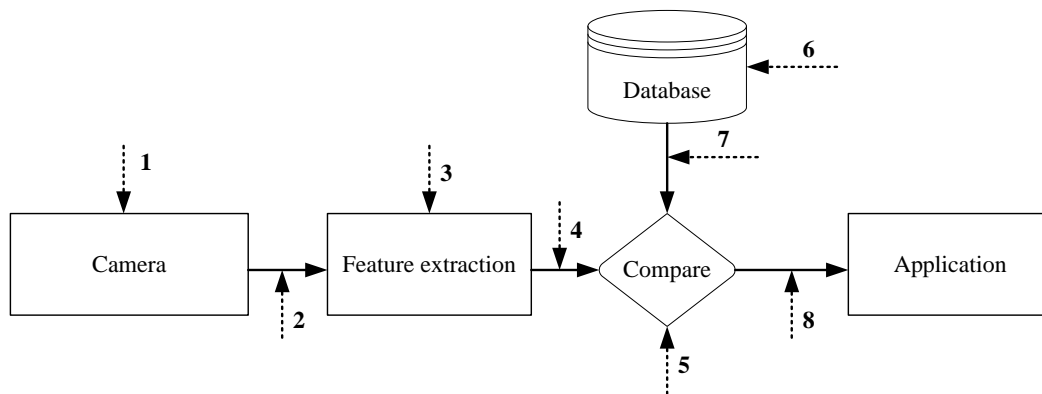 6
Database
7
1
3
4
Camera
Feature extraction
Compare
Application
2
8
5